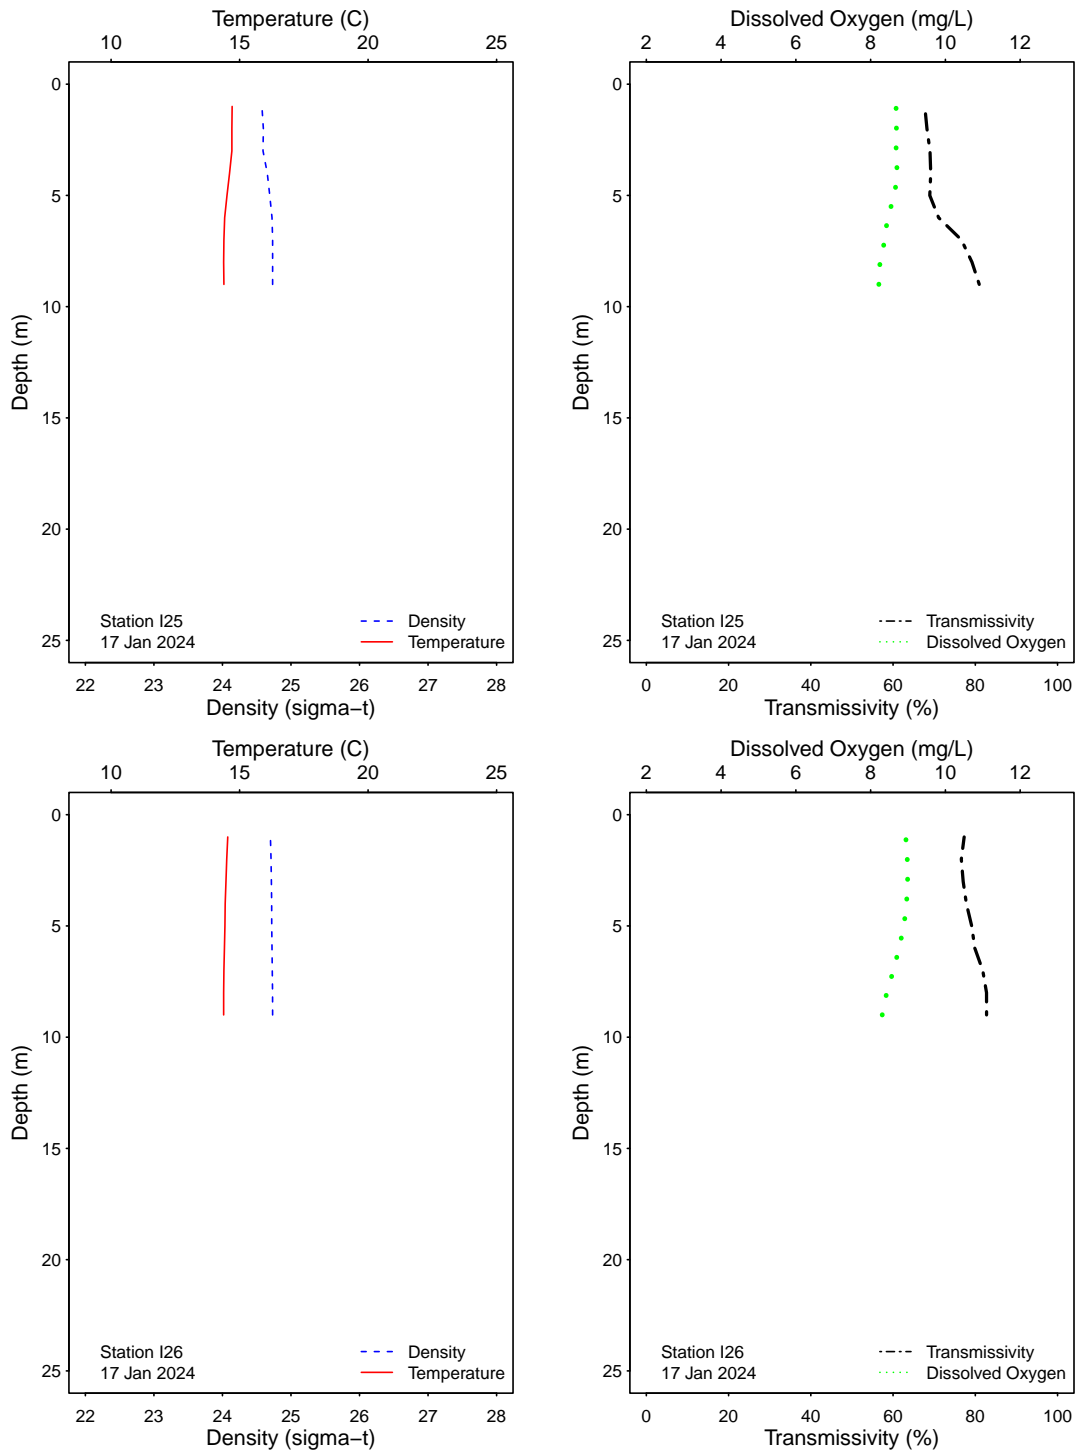 Temperature (C)
10 15 20 25
0
5
10
15
20
25
Depth (m)
Station I25
17 Jan 2024
Density
Temperature
22 23 24 25 26 27 28
Density (sigma−t)
Dissolved Oxygen (mg/L)
2 4 6 8 10 12
0
5
10
15
20
25
Depth (m)
Station I25
17 Jan 2024
Transmissivity
Dissolved Oxygen
0 20 40 60 80 100
Transmissivity (%)
Temperature (C)
10 15 20 25
0
5
10
15
20
25
Depth (m)
Station I26
17 Jan 2024
Density
Temperature
22 23 24 25 26 27 28
Density (sigma−t)
Dissolved Oxygen (mg/L)
2 4 6 8 10 12
0
5
10
15
20
25
Depth (m)
Station I26
17 Jan 2024
Transmissivity
Dissolved Oxygen
0 20 40 60 80 100
Transmissivity (%)